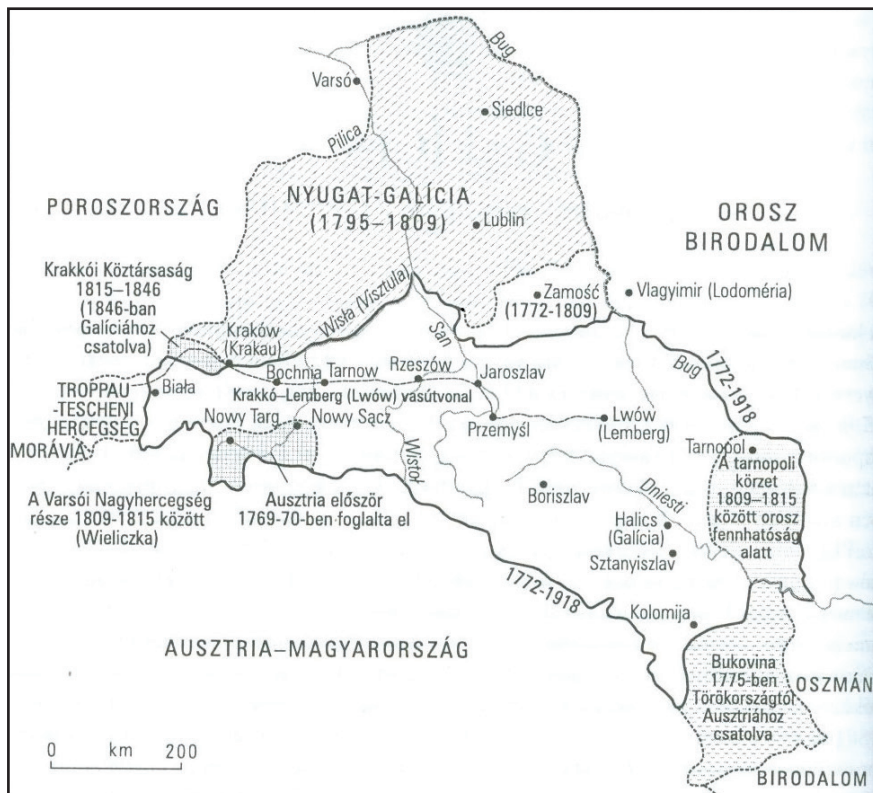 Bug
Varsó
Siedlce
Pilica
NYUGAT-GALÍCIA
(1795–1809)
POROSZORSZÁG
Lublin
OROSZ
BIRODALOM
Krakkói Köztársaság
1815–1846
(1846-ban
Galíciához
csatolva)
Kraków
(Krakau)
Wisła (Visztula)
Zamość
(1772-1809)
Vlagyimir (Lodoméria)
San
Bug
1772-1918
Bochnia
Tarnow
Rzeszów
Jaroszlav
Krakkó–Lemberg (Lwów) vasútvonal
TROPPAU
-TESCHENI
HERCEGSÉG
Biała
MORÁVIA
Nowy Targ
Nowy Sącz
Wistok
Przemyśl
Lwów
(Lemberg)
Tarnopol
A tarnopoli
körzet
1809–1815
között orosz
fennhatóság
alatt
A Varsói Nagyhercegség
része 1809-1815 között
(Wieliczka)
Ausztria először
1769-70-ben foglalta el
Boriszlav
Dniesti
Halics
(Galícia)
Sztanyiszlav
1772-1918
Kolomija
AUSZTRIA–MAGYARORSZÁG
Bukovina
1775-ben
Törökországtól
Ausztriához
csatolva
OSZMÁN
BIRODALOM
0 km 200